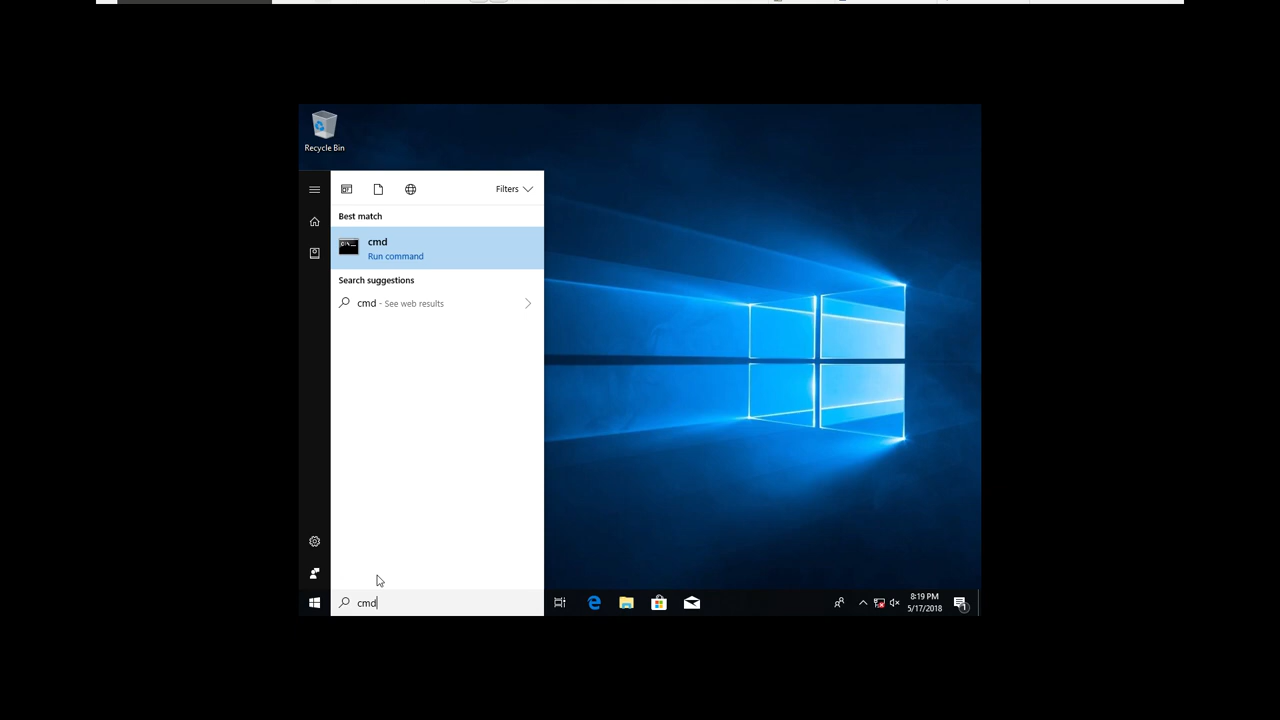 Recycle Bin
Filters
Best match
cmd
Run command
Search suggestions
cmd - See web results
cmd
8:19 PM
5/17/2018
1